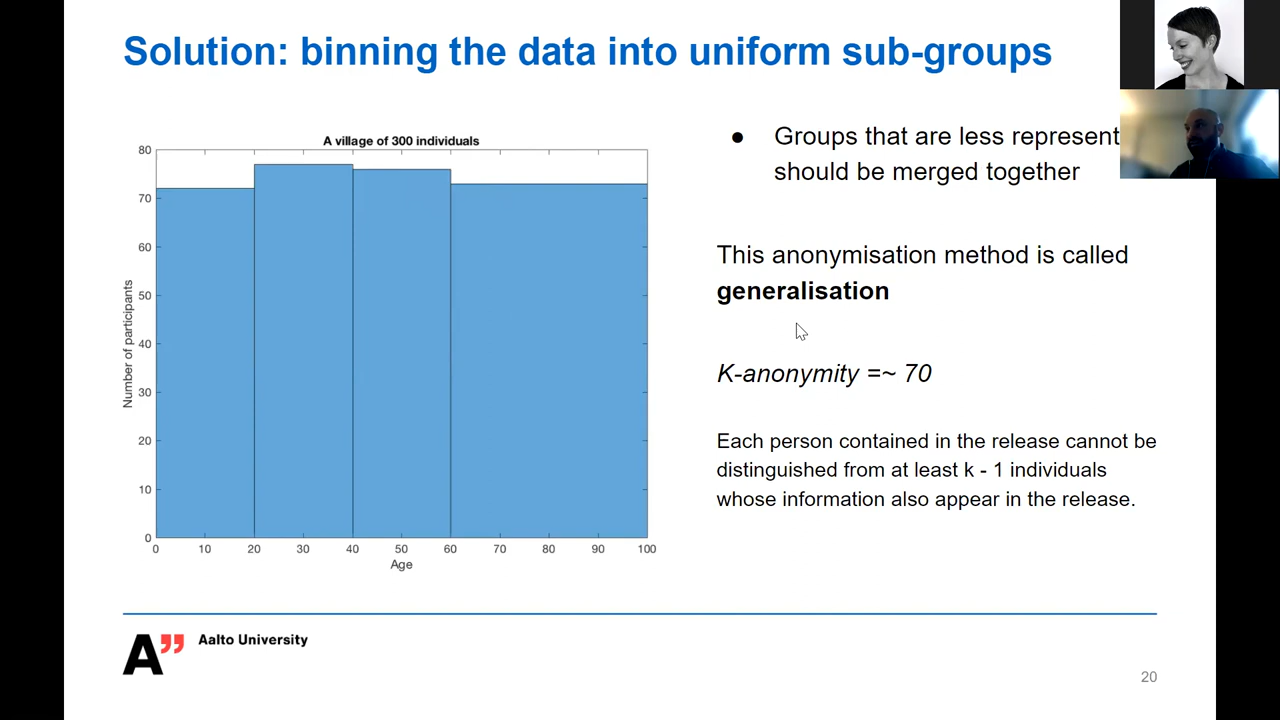 Solution: binning the data into uniform sub-groups
A village of 300 individuals
80
70
60
50
40
30
20
10
0
Number of participants
0 10 20 30 40 50 60 70 80 90 100
Age
● Groups that are less represent
should be merged together
This anonymisation method is called
generalisation
K-anonymity =~ 70
Each person contained in the release cannot be
distinguished from at least k - 1 individuals
whose information also appear in the release.
A”
Aalto University
20